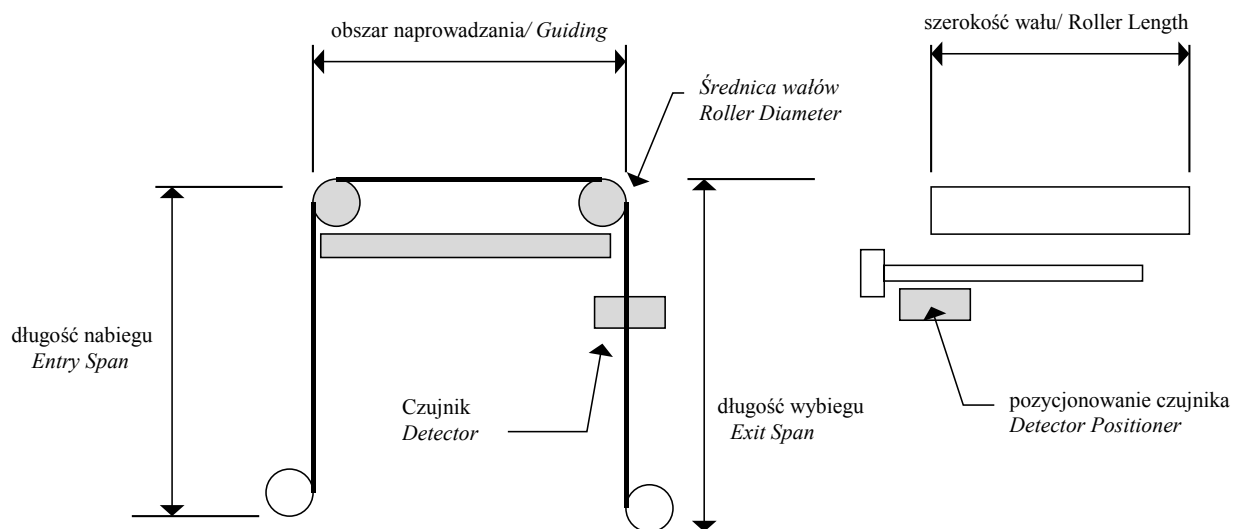 obszar naprowadzania/ Guiding
szerokość wału/ Roller Length
Średnica wałów
Roller Diameter
długość nabiegu
Entry Span
Czujnik
Detector
długość wybiegu
Exit Span
pozycjonowanie czujnika
Detector Positioner